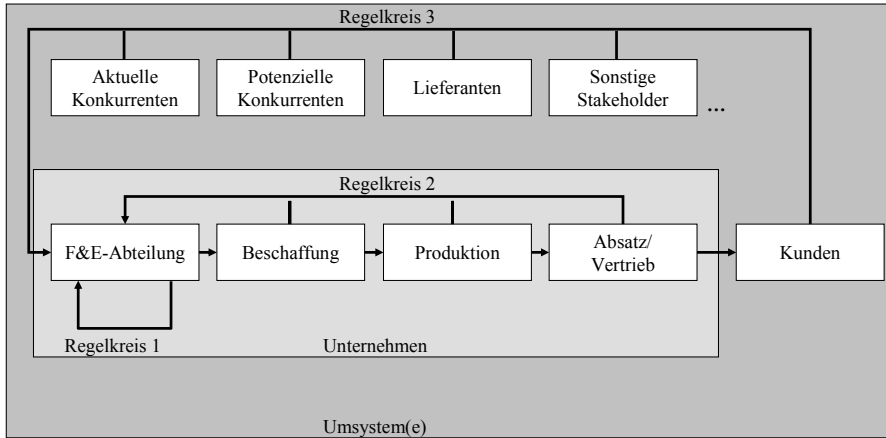 Regelkreis 3
Aktuelle
Konkurrenten
Potenzielle
Konkurrenten
Lieferanten
Sonstige
Stakeholder
...
Regelkreis 2
F&E-Abteilung
Beschaffung
Produktion
Absatz/
Vertrieb
Kunden
Regelkreis 1
Unternehmen
Umsystem(e)